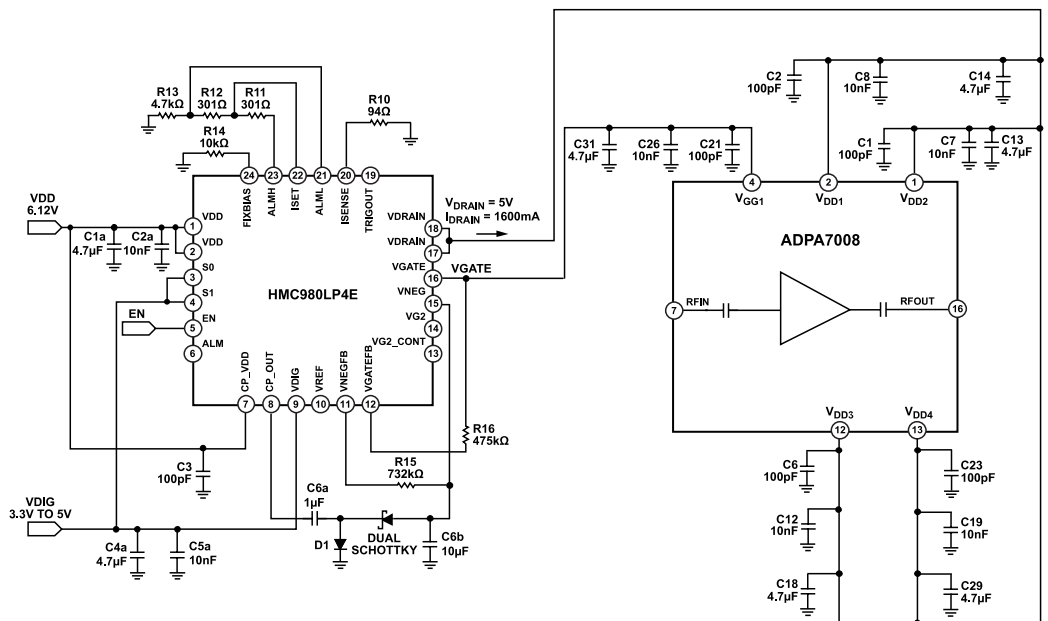 R13
4.7kΩ
R12
301Ω
R11
301Ω
R14
10kΩ
R10
94Ω
24
23
22
21
20
19
FIXBIAS
ALMH
ISET
ALML
ISENSE
TRIGOUT
VDD
6.12V
C1a
4.7µF
C2a
10nF
1
VDD
2
VDD
3
S0
4
S1
EN
5
EN
6
ALM
HMC980LP4E
VDRAIN
18
VDRAIN
17
VGATE
16
VNEG
15
VG2
14
VG2_CONT
13
VDRAIN = 5V
IDRAIN = 1600mA
VGATE
CP_VDD
CP_OUT
VDIG
VREF
VNEGFB
VGATEFB
7
8
9
10
11
12
C3
100pF
R16
475kΩ
R15
732kΩ
C6a
1µF
D1
DUAL
SCHOTTKY
C6b
10µF
VDIG
3.3V TO 5V
C4a
4.7µF
C5a
10nF
C2
100pF
C8
10nF
C14
4.7µF
C31
4.7µF
C26
10nF
C21
100pF
C1
100pF
C7
10nF
C13
4.7µF
4
2
1
VGG1
VDD1
VDD2
ADPA7008
7
RFIN
RFOUT
16
VDD3
VDD4
12
13
C6
100pF
C23
100pF
C12
10nF
C19
10nF
C18
4.7µF
C29
4.7µF